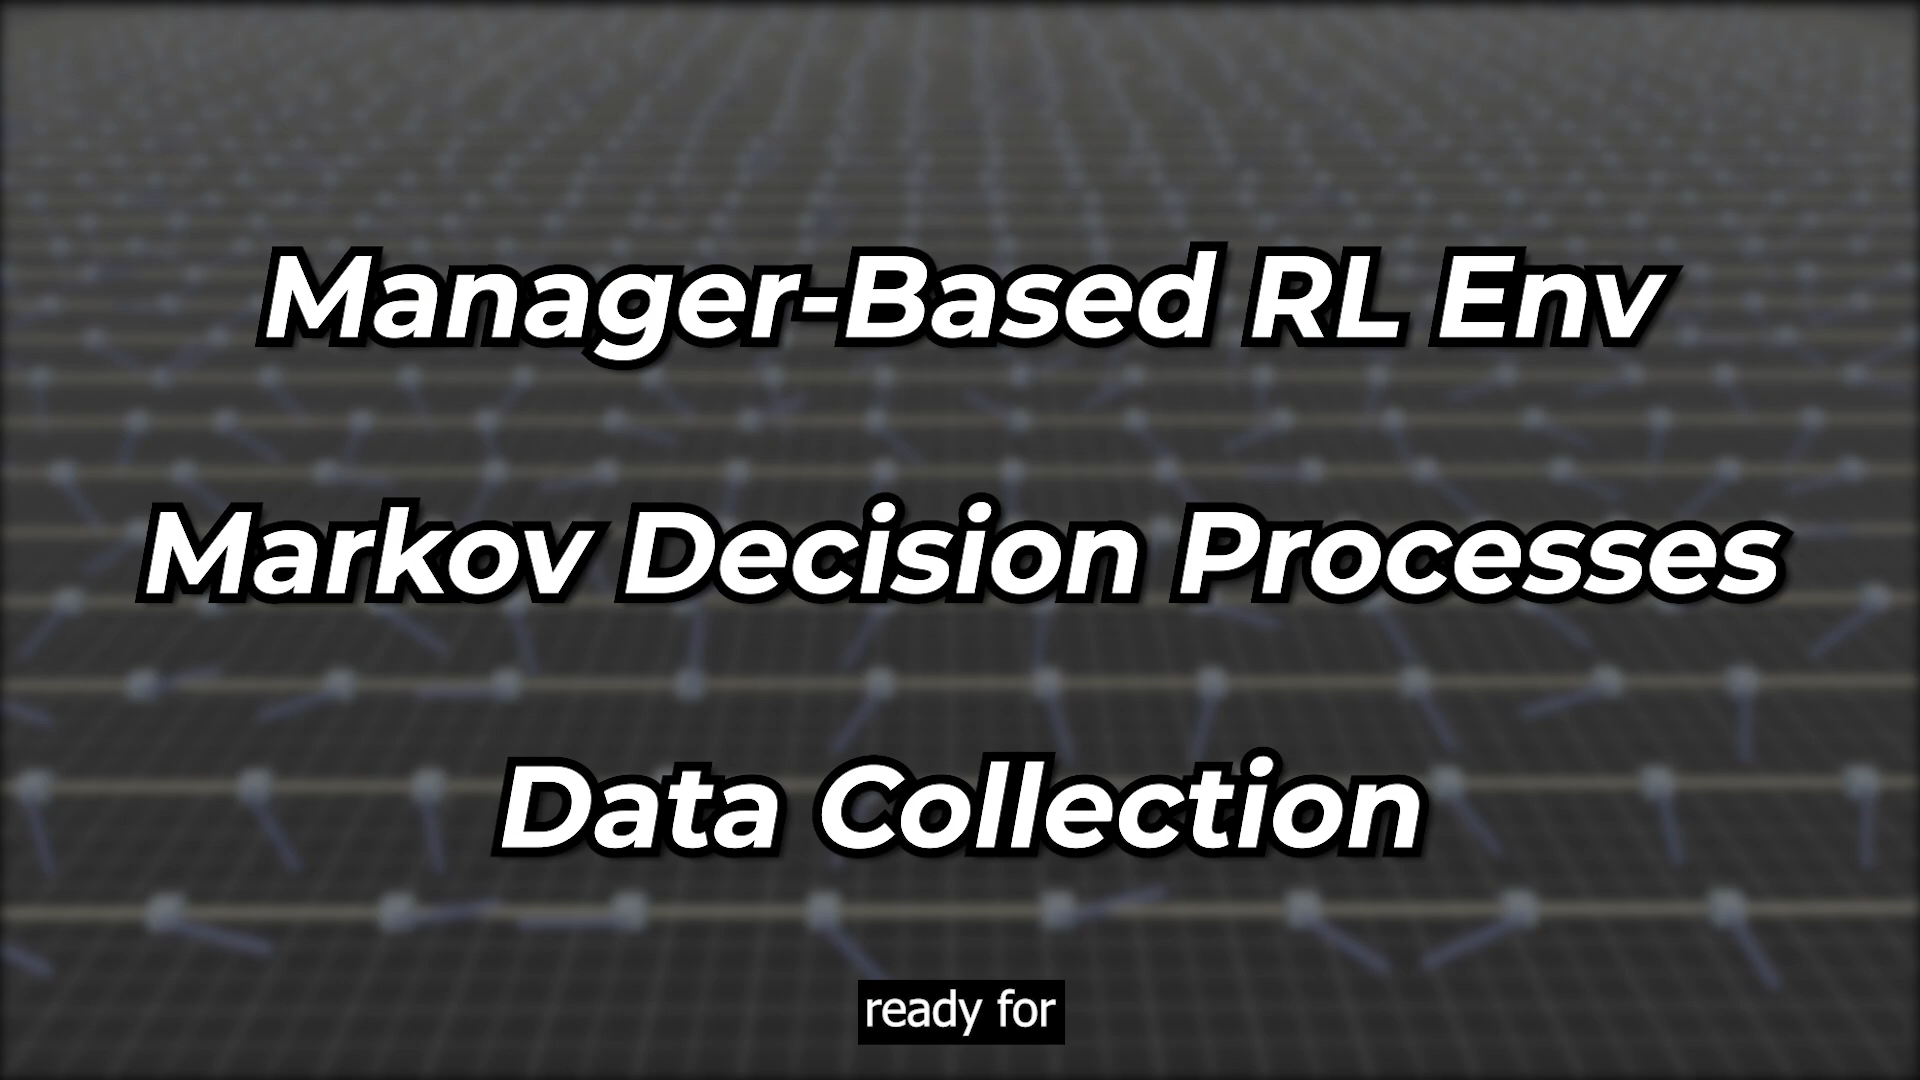 Manager-Based RL Env
Markov Decision Processes
Data Collection
ready for